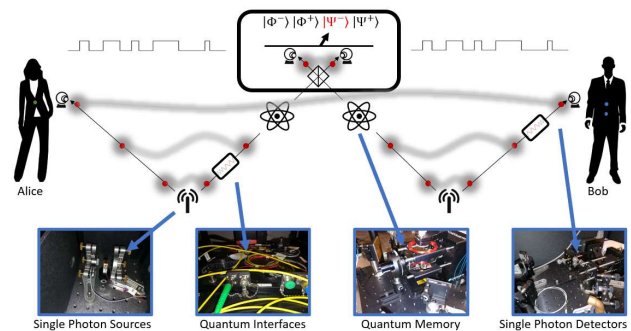 |Φ⁻⟩ |Φ⁺⟩ |Ψ⁻⟩ |Ψ⁺⟩
Alice
Bob
Single Photon Sources
Quantum Interfaces
Quantum Memory
Single Photon Detectors